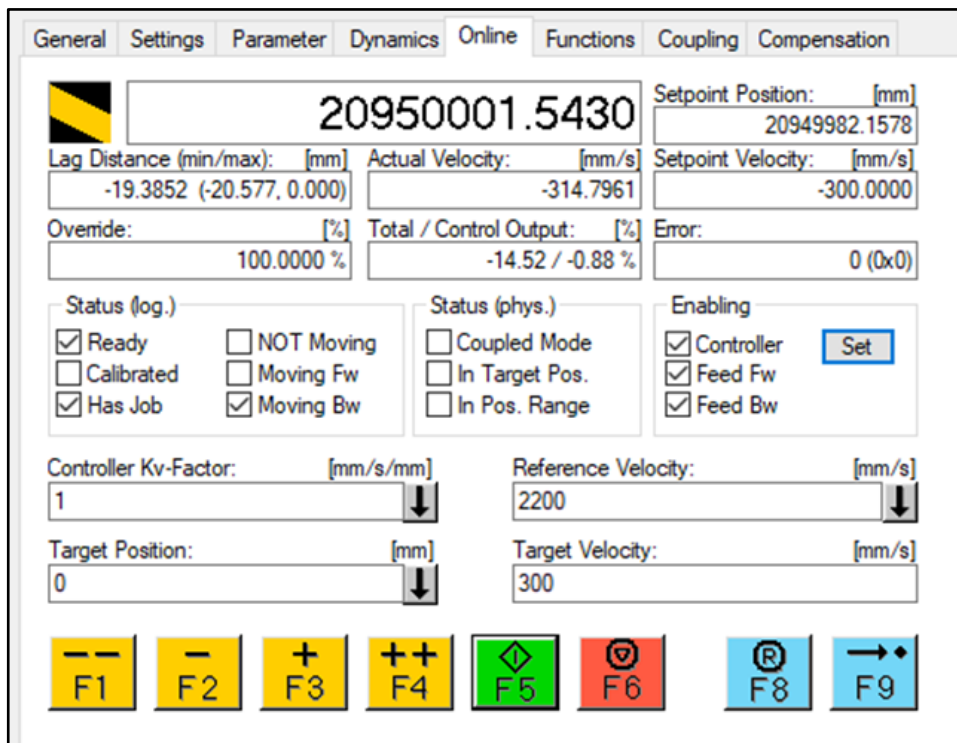 General Settings Parameter Dynamics Online Functions Coupling Compensation
20950001.5430
Setpoint Position: [mm]
20949982.1578
Lag Distance (min/max): [mm] Actual Velocity: [mm/s] Setpoint Velocity: [mm/s]
-19.3852 (-20.577, 0.000) -314.7961 -300.0000
Override: [%] Total / Control Output: [%] Error:
100.0000 % -14.52 / -0.88 % 0 (0x0)
Status (log.) Status (phys.) Enabling
Ready NOT Moving Coupled Mode Controller Set
Calibrated Moving Fw In Target Pos. Feed Fw
Has Job Moving Bw In Pos. Range Feed Bw
Controller Kv-Factor: [mm/s/mm] Reference Velocity: [mm/s]
1 2200
Target Position: [mm] Target Velocity: [mm/s]
0 300
-- - + ++ ® 
F1 F2 F3 F4 F5 F6 F8 F9